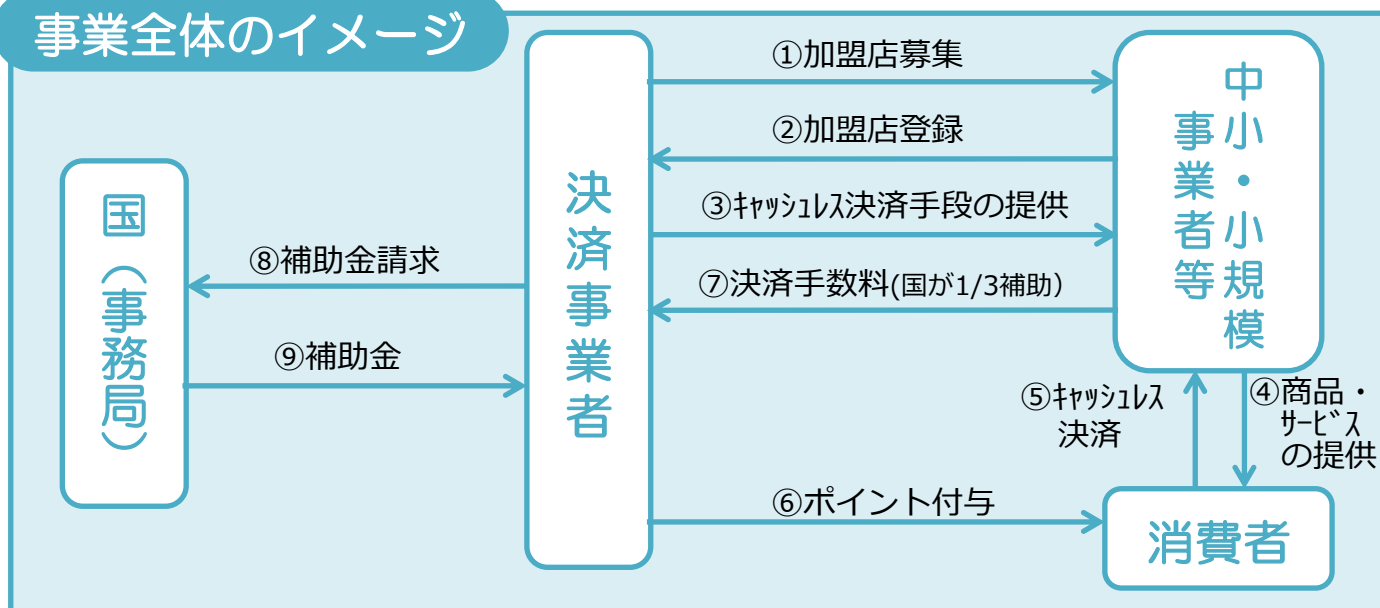 事業全体のイメージ
国（事務局）
決済事業者
中小・小規模
事業者等
①加盟店募集
②加盟店登録
③ｷｬｯｼｭﾚｽ決済手段の提供
⑦決済手数料(国が1/3補助）
⑧補助金請求
⑨補助金
⑤ｷｬｯｼｭﾚｽ
決済
④商品・
ｻｰﾋﾞｽ
の提供
⑥ポイント付与
消費者